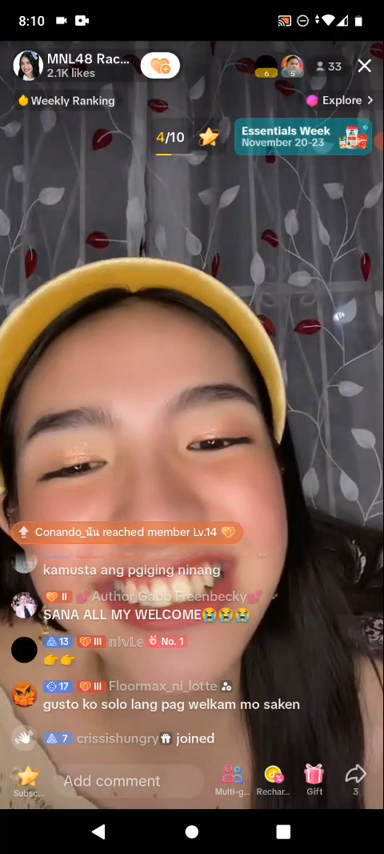 8:10
MNL48 Rac...
2.1K likes
6
5
33
Weekly Ranking
Explore >
4/10
Essentials Week
November 20-23
Conando_นัน reached member Lv.14
kamusta ang pgiging ninang
II Author_Gabb Freenbecky
SANA ALL MY WELCOME😭😭😭
13 III No. 1
👉👉
17 III Floormax_ni_lotte
gusto ko solo lang pag welkam mo saken
7 crissishungry joined
Subsc...
Add comment
Multi-g...
Rechar...
Gift
3